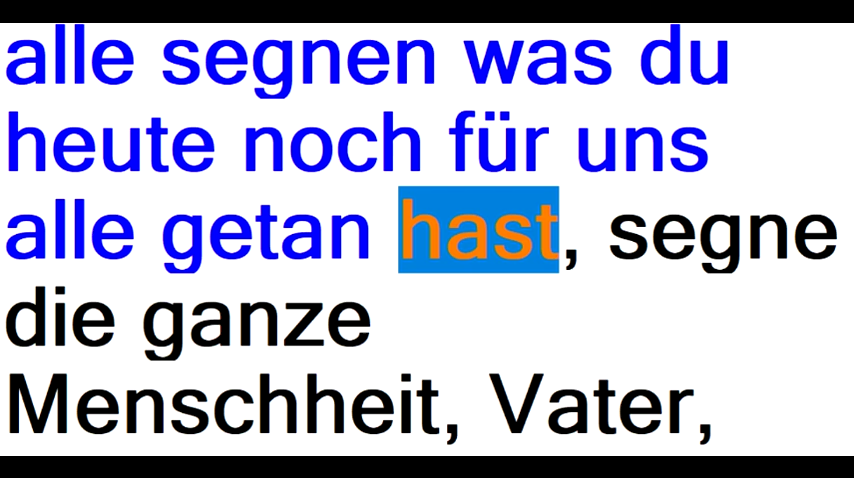 alle segnen was du
heute noch für uns
alle getan hast, segne
die ganze
Menschheit, Vater,